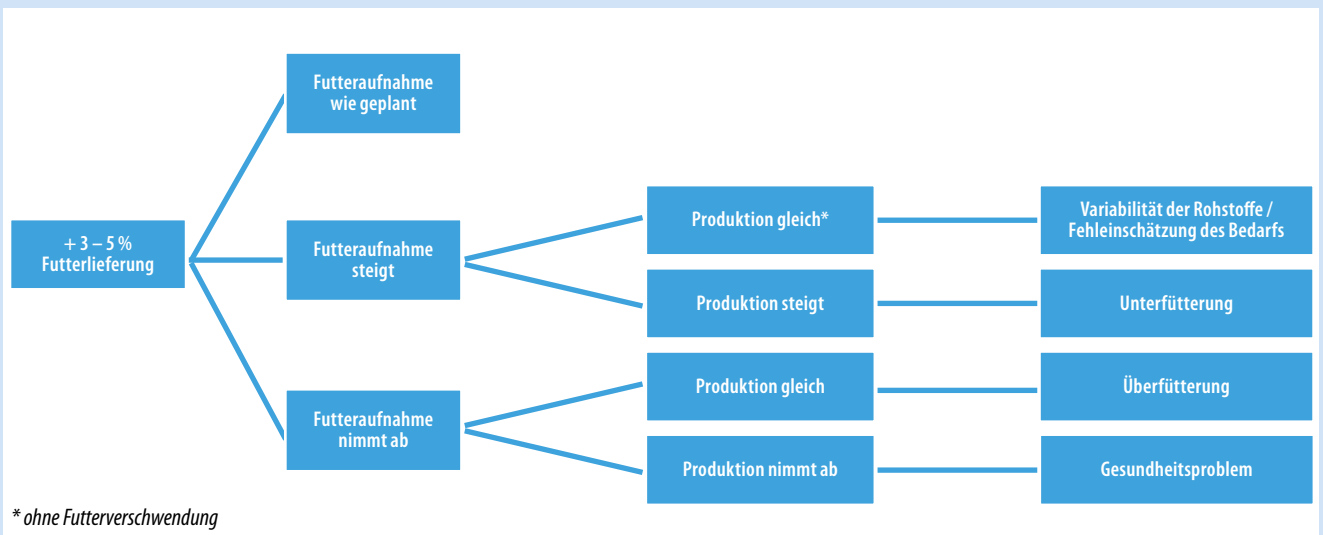 + 3 – 5 %
Futterlieferung
Futteraufnahme
wie geplant
Futteraufnahme
steigt
Futteraufnahme
nimmt ab
Produktion gleich*
Produktion steigt
Produktion gleich
Produktion nimmt ab
Variabilität der Rohstoffe /
Fehleinschätzung des Bedarfs
Unterfütterung
Überfütterung
Gesundheitsproblem
* ohne Futterverschwendung